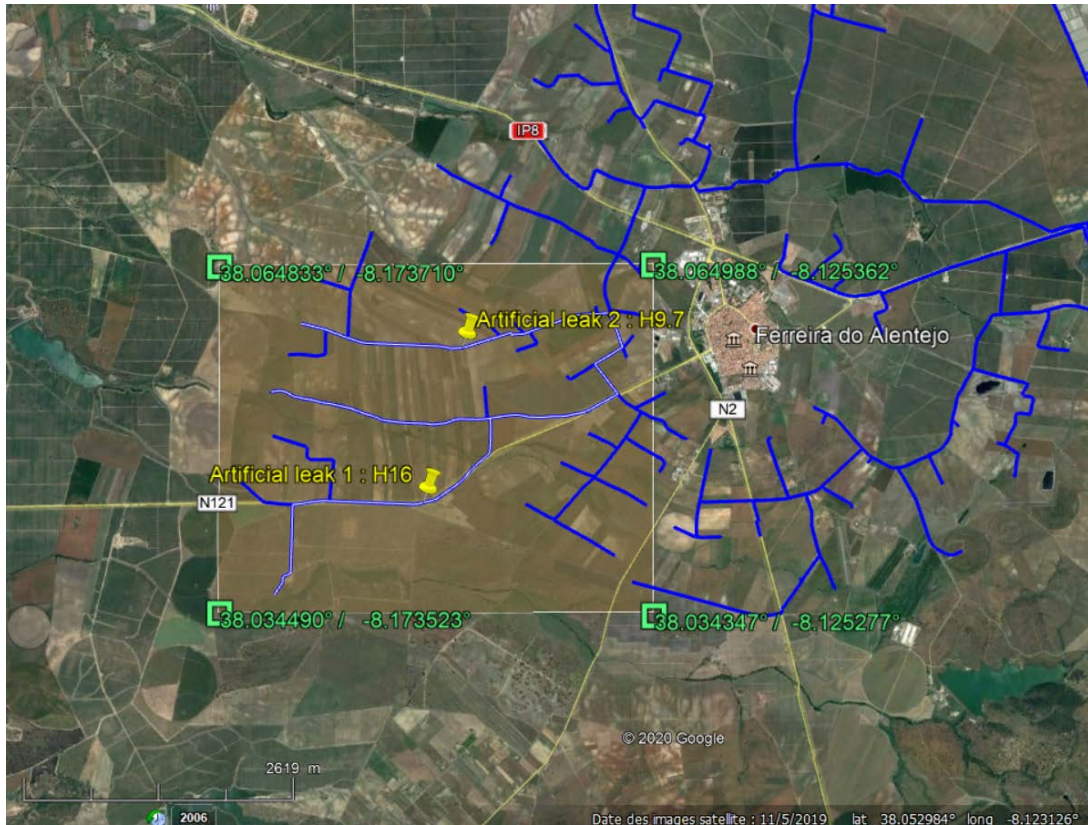 IP8
38.064833° / -8.173710°
38.064988° / -8.125362°
Artificial leak 2 : H9.7
Ferreira do Alentejo
N2
Artificial leak 1 : H16
N121
38.034490° / -8.173523°
38.034347° / -8.125277°
© 2020 Google
2619 m
2006
Date des images satellite : 11/5/2019 lat 38.052984° long -8.123126°